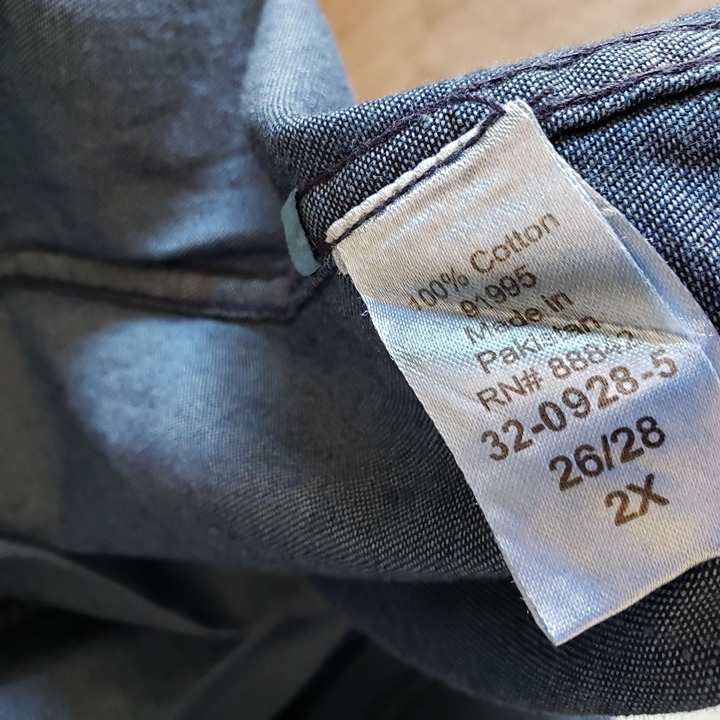 100% Cotton
91995
Made in
Pakistan
RN#
32-0928-5
26/28
2X